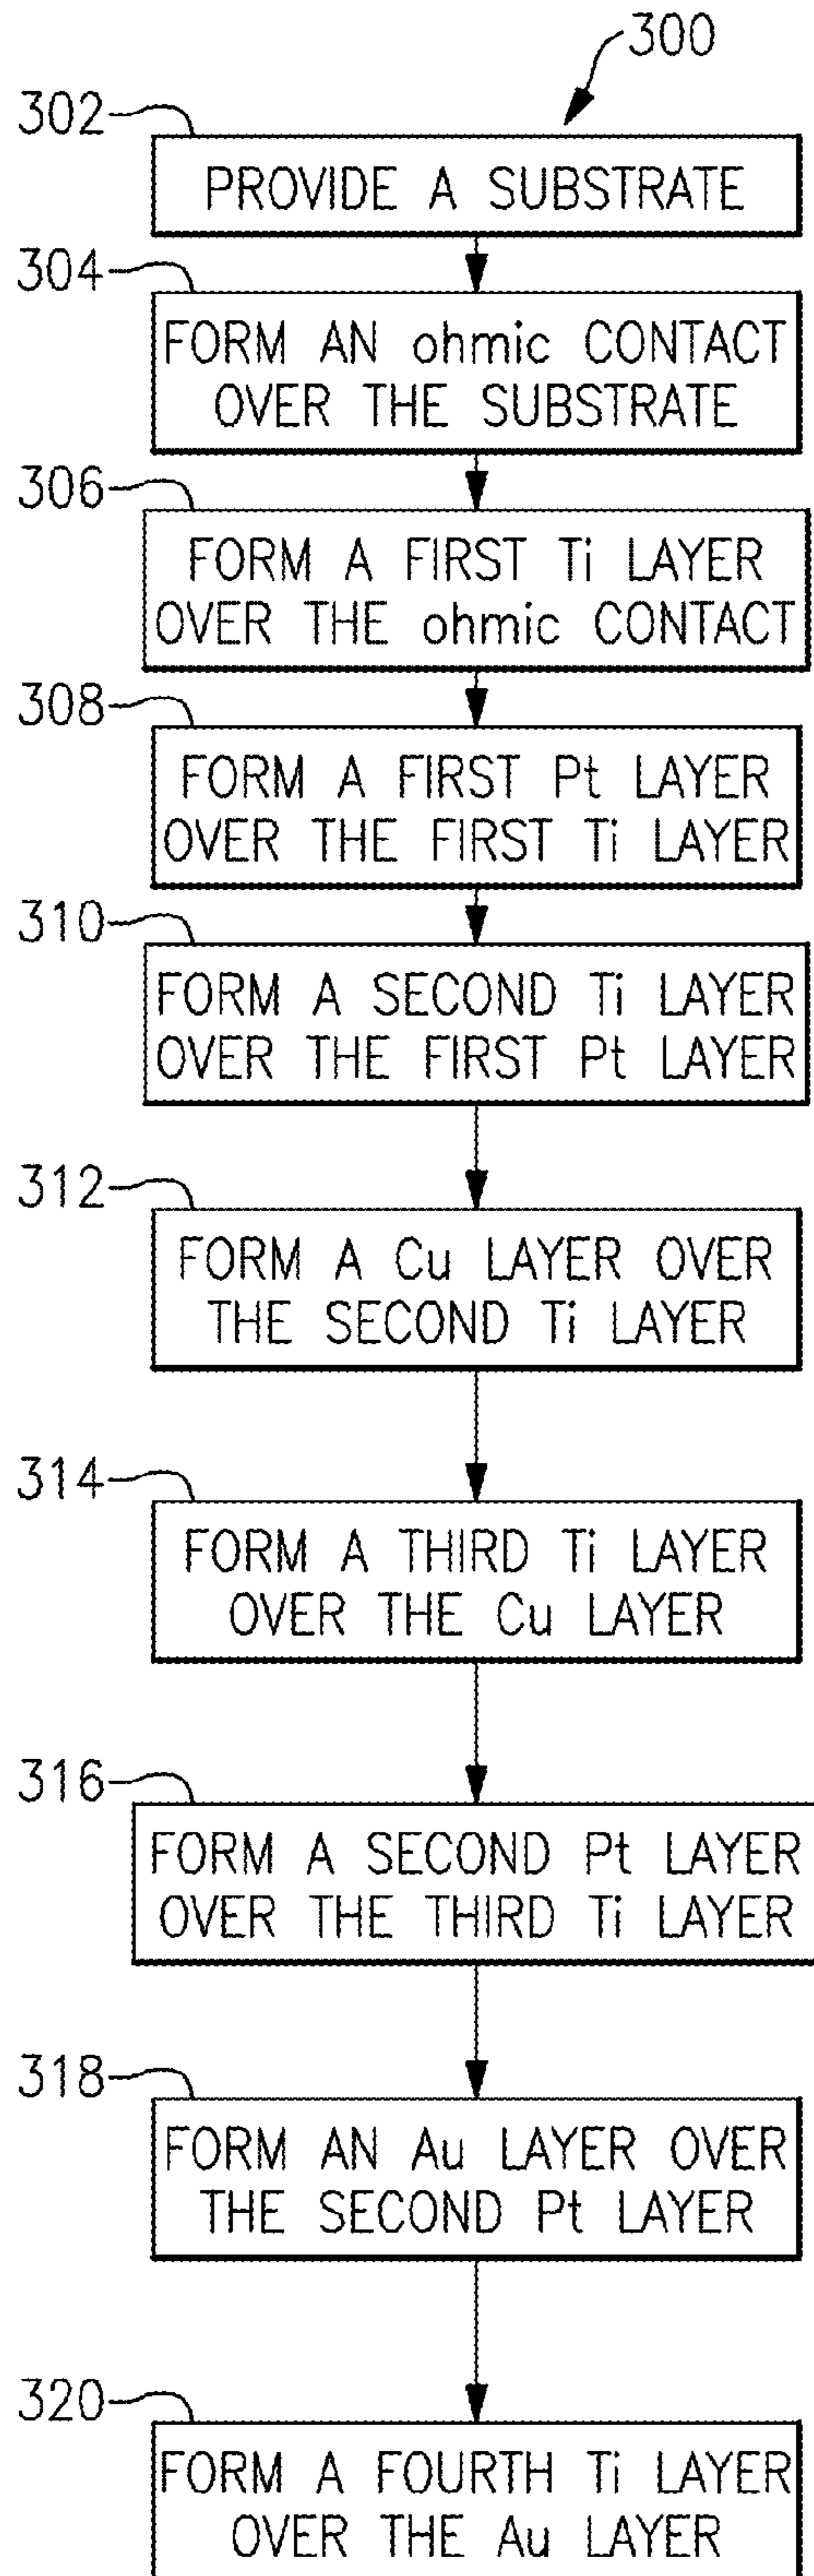 300
302
PROVIDE A SUBSTRATE
304
FORM AN ohmic CONTACT
OVER THE SUBSTRATE
306
FORM A FIRST Ti LAYER
OVER THE ohmic CONTACT
308
FORM A FIRST Pt LAYER
OVER THE FIRST Ti LAYER
310
FORM A SECOND Ti LAYER
OVER THE FIRST Pt LAYER
312
FORM A Cu LAYER OVER
THE SECOND Ti LAYER
314
FORM A THIRD Ti LAYER
OVER THE Cu LAYER
316
FORM A SECOND Pt LAYER
OVER THE THIRD Ti LAYER
318
FORM AN Au LAYER OVER
THE SECOND Pt LAYER
320
FORM A FOURTH Ti LAYER
OVER THE Au LAYER